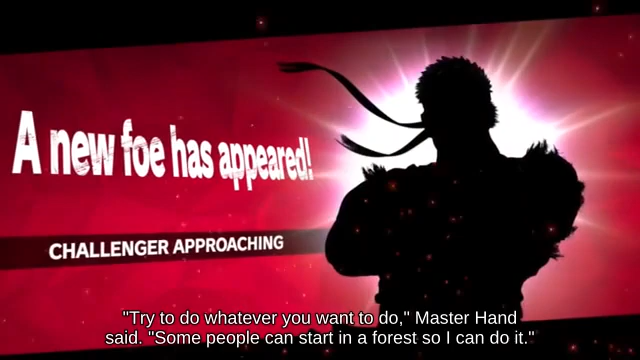 A new foe has appeared!
CHALLENGER APPROACHING
"Try to do whatever you want to do," Master Hand
said. "Some people can start in a forest so I can do it."